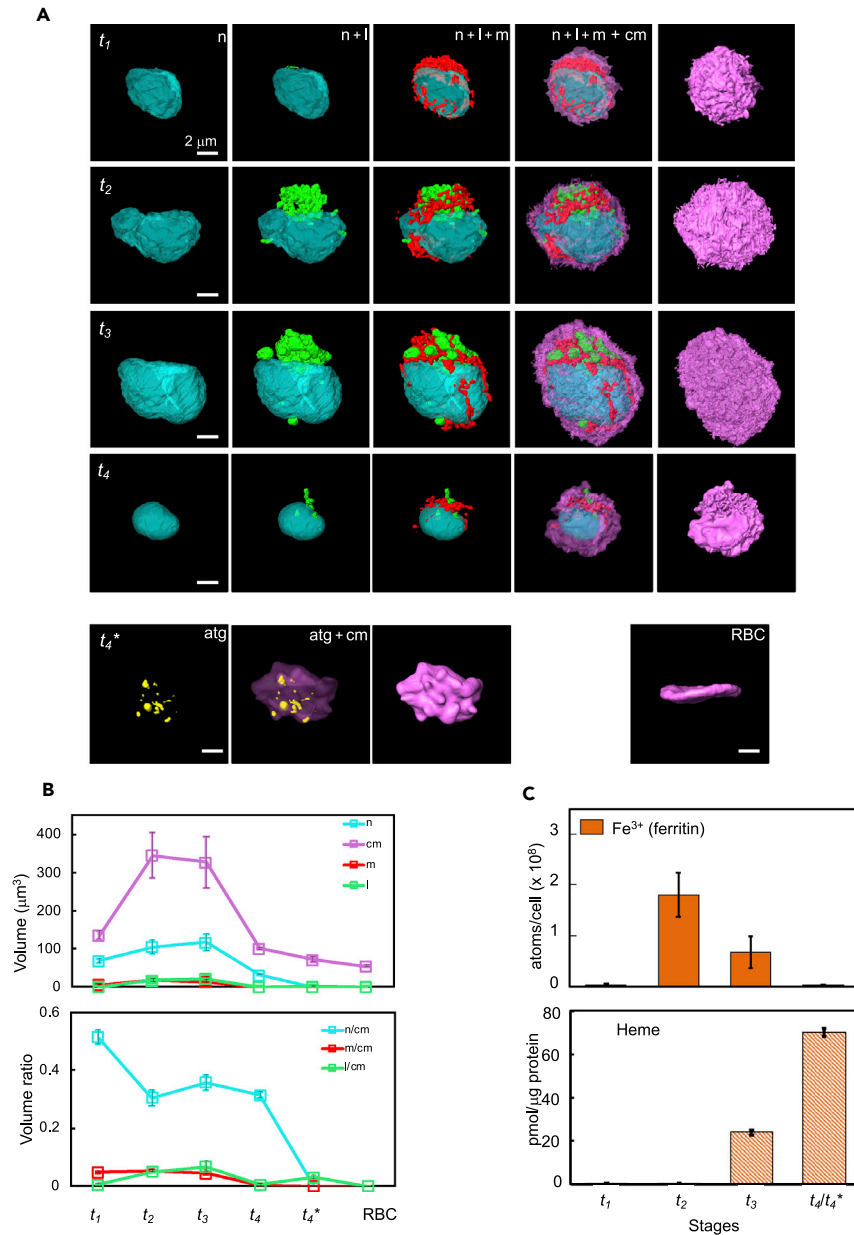 A
t₁ n n + l n + l + m n + l + m + cm
2 μm
t₂
t₃
t₄
t₄* atg atg + cm RBC
B
400
300
200
100
0
Volume (μm³)
n
cm
m
l
0.6
0.4
0.2
0
Volume ratio
n/cm
m/cm
l/cm
t₁ t₂ t₃ t₄ t₄* RBC
C
3
2
1
0
atoms/cell (x 10⁸)
Fe³⁺ (ferritin)
80
60
40
20
0
pmol/μg protein
Heme
t₁ t₂ t₃ t₄/t₄*
Stages